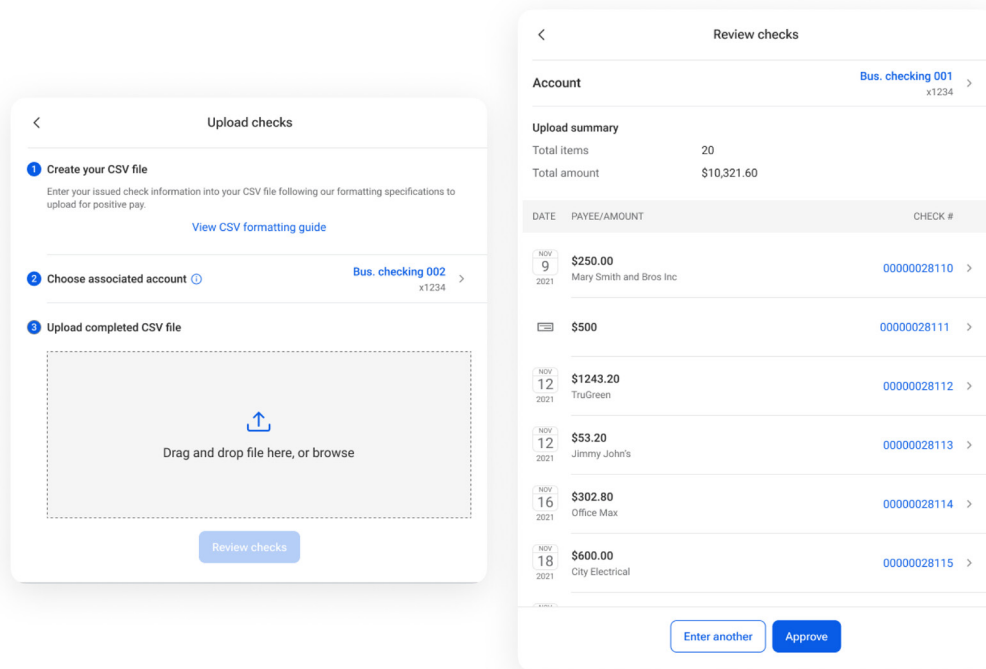 Upload checks
1 Create your CSV file
Enter your issued check information into your CSV file following our formatting specifications to
upload for positive pay.
View CSV formatting guide
2 Choose associated account
Bus. checking 002
x1234
3 Upload completed CSV file
Drag and drop file here, or browse
Review checks
Review checks
Account
Bus. checking 001
x1234
Upload summary
Total items 20
Total amount $10,321.60
DATE PAYEE/AMOUNT CHECK #
NOV
9
2021
$250.00
Mary Smith and Bros Inc
00000028110
$500
00000028111
NOV
12
2021
$1243.20
TruGreen
00000028112
NOV
12
2021
$53.20
Jimmy John's
00000028113
NOV
16
2021
$302.80
Office Max
00000028114
NOV
18
2021
$600.00
City Electrical
00000028115
Enter another
Approve